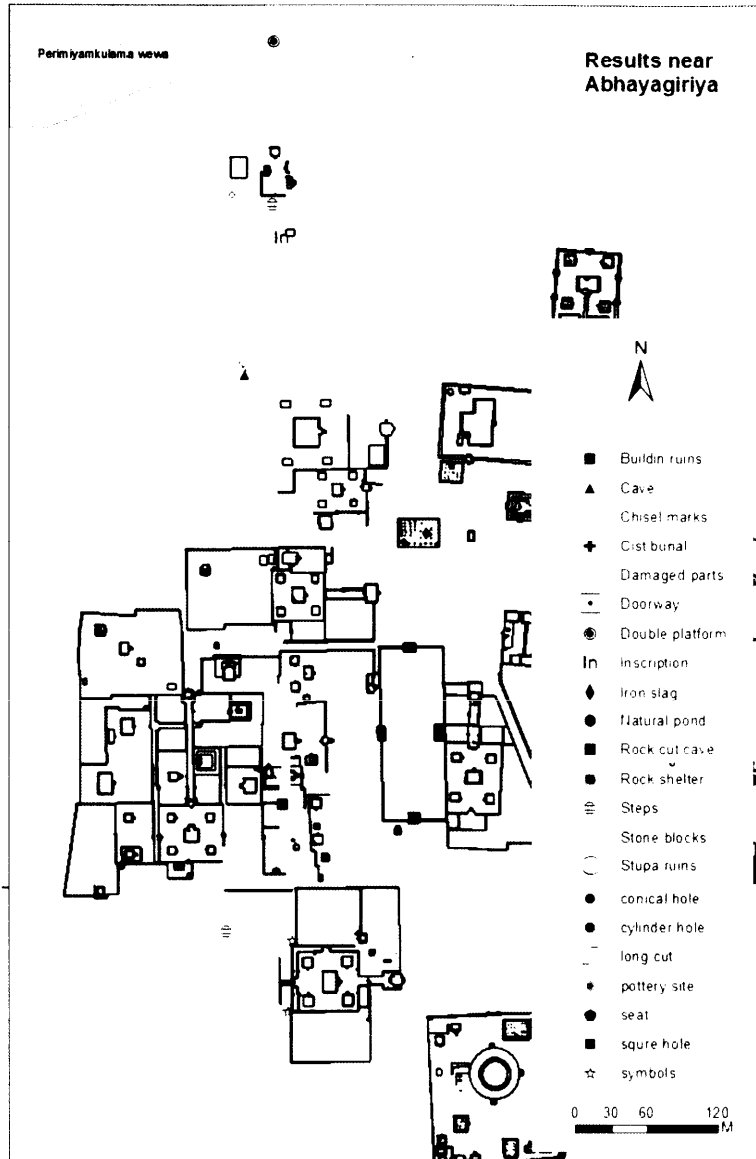 Perimiyamkulama wewa
Results near
Abhayagiriya
In
N
Buildin ruins
Cave
Chisel marks
Cist burial
Damaged parts
Doorway
Double platform
In Inscription
Iron slag
Natural pond
Rock cut cave
Rock shelter
Steps
Stone blocks
Stupa ruins
conical hole
cylinder hole
long cut
pottery site
seat
squre hole
symbols
0 30 60 120
M